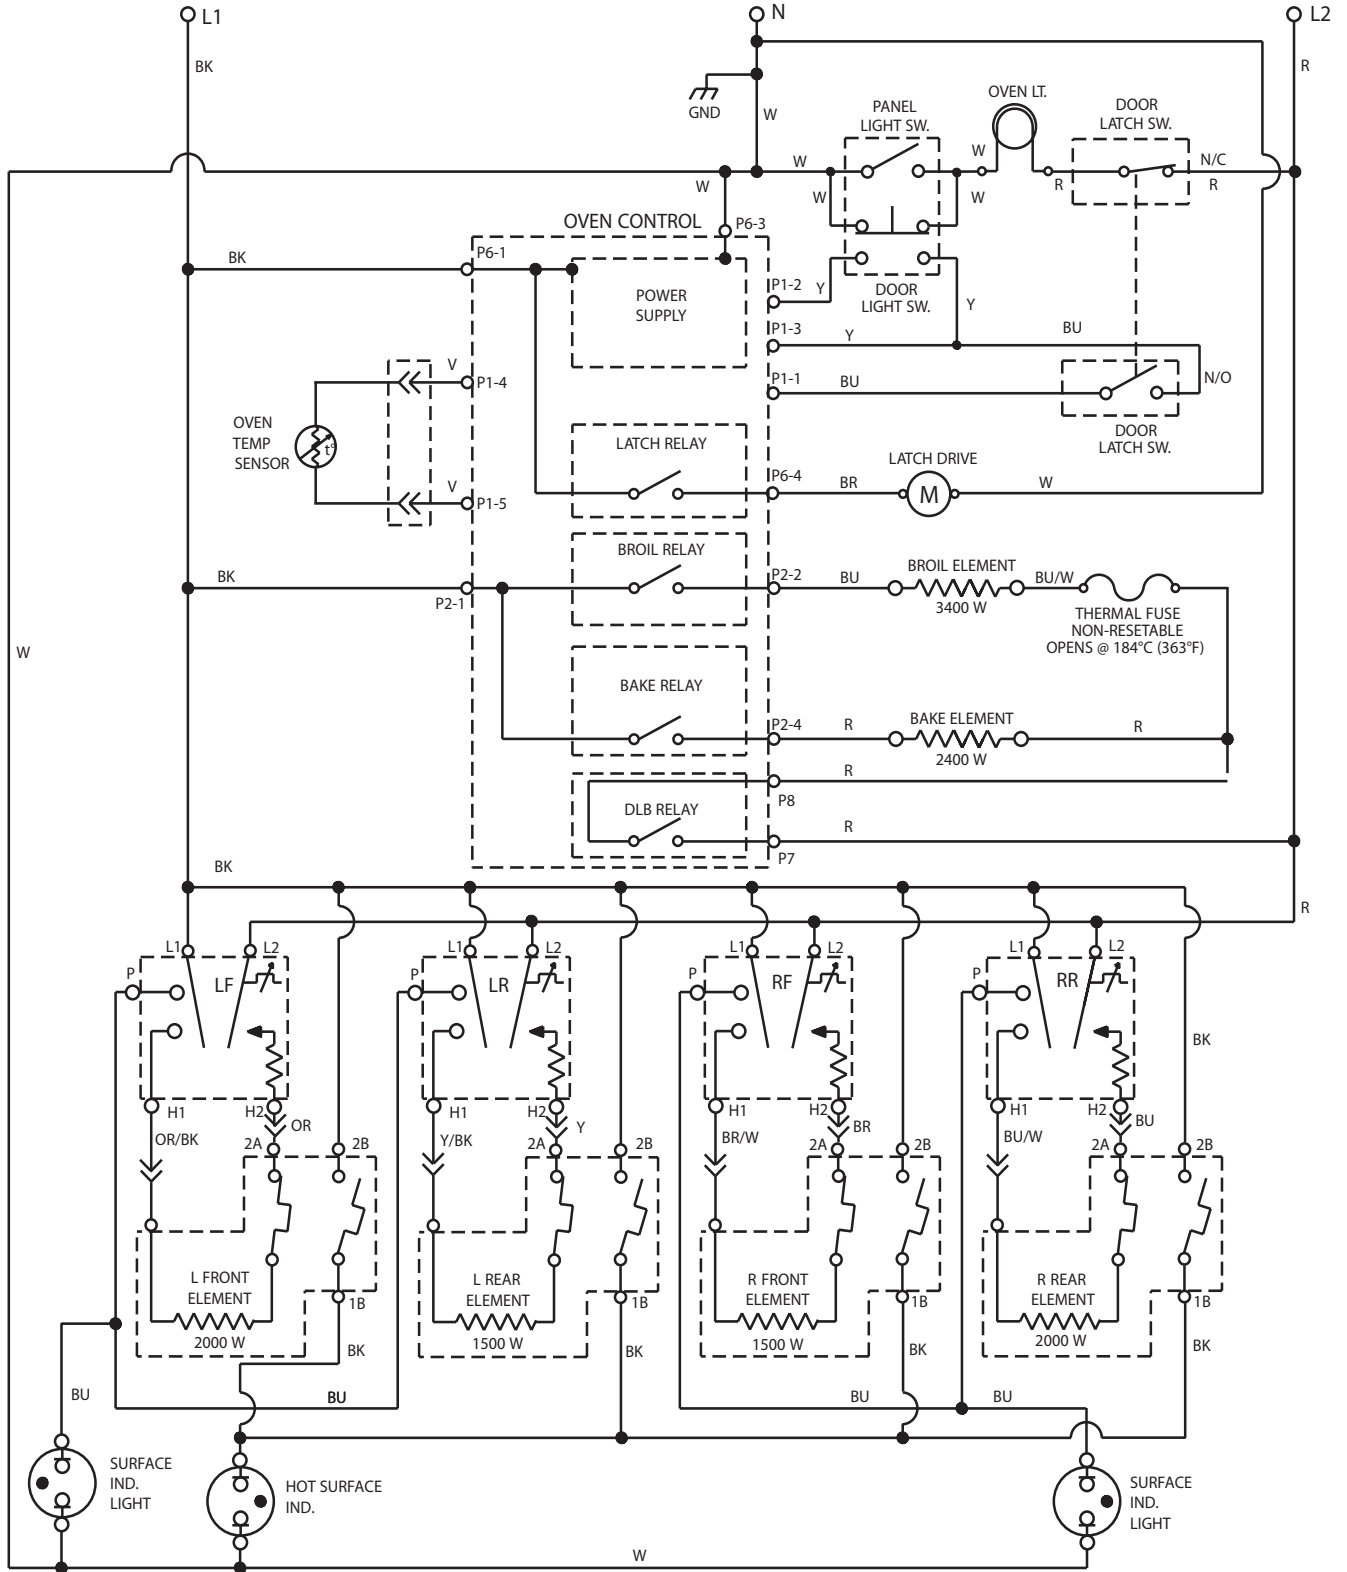 L1
N
L2
BK
R
GND
W
PANEL
LIGHT SW.
OVEN LT.
DOOR
LATCH SW.
W
W
N/C
R
R
W
W
W
OVEN CONTROL
P6-3
P6-1
BK
POWER
SUPPLY
P1-2
Y
DOOR
LIGHT SW.
Y
P1-3
Y
BU
V
P1-4
P1-1
BU
N/O
DOOR
LATCH SW.
OVEN
TEMP
SENSOR
t°
V
P1-5
LATCH RELAY
P6-4
BR
LATCH DRIVE
M
W
BROIL RELAY
BK
P2-1
P2-2
BU
BROIL ELEMENT
3400 W
BU/W
THERMAL FUSE
NON-RESETABLE
OPENS @ 184°C (363°F)
W
BAKE RELAY
P2-4
R
BAKE ELEMENT
2400 W
R
R
P8
DLB RELAY
R
P7
BK
R
L1
L2
P
LF
L1
L2
P
LR
L1
L2
P
RF
L1
L2
P
RR
BK
H1
H2
OR/BK
OR
2A
2B
H1
H2
Y/BK
Y
2A
2B
H1
H2
BR/W
BR
2A
2B
H1
H2
BU/W
BU
2A
2B
L FRONT
ELEMENT
2000 W
1B
BK
L REAR
ELEMENT
1500 W
1B
BK
R FRONT
ELEMENT
1500 W
1B
BK
R REAR
ELEMENT
2000 W
1B
BK
BU
BU
BU
BU
SURFACE
IND.
LIGHT
HOT SURFACE
IND.
SURFACE
IND.
LIGHT
W